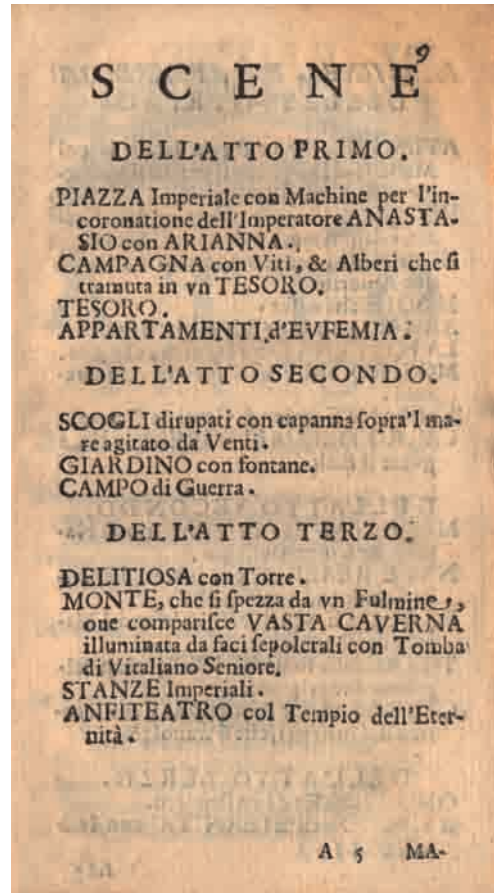 9
SCENE
DELL'ATTO PRIMO.
PIAZZA Imperiale con Machine per l'in-
coronatione dell'Imperatore ANASTA-
SIO con ARIANNA.
CAMPAGNA con Viti, & Alberi che ſi
tramuta in vn TESORO.
TESORO.
APPARTAMENTI d'EVFEMIA.
DELL'ATTO SECONDO.
SCOGLI dirupati con capanna ſopra'l ma-
re agitato da Venti.
GIARDINO con fontane.
CAMPO di Guerra.
DELL'ATTO TERZO.
DELITIOSA con Torre.
MONTE, che ſi ſpezza da vn Fulmine,
oue compariſce VASTA CAVERNA
illuminata da faci ſepolcrali con Tomba
di Vitaliano Seniore.
STANZE Imperiali.
ANFITEATRO col Tempio dell'Eter-
nità.
A 5 MA-